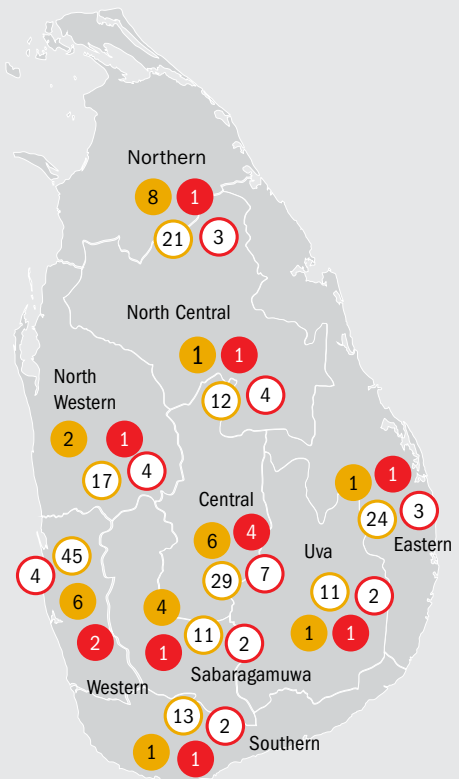 Northern
8 1
21 3
North Central
1 1
12 4
North
Western
2 1
17 4
Central
6 4
29 7
Uva
11 2
1 1
1 1
24 3
Eastern
45
4
6
2
Western
4
11 2
1
Sabaragamuwa
13 2
1 1
Southern